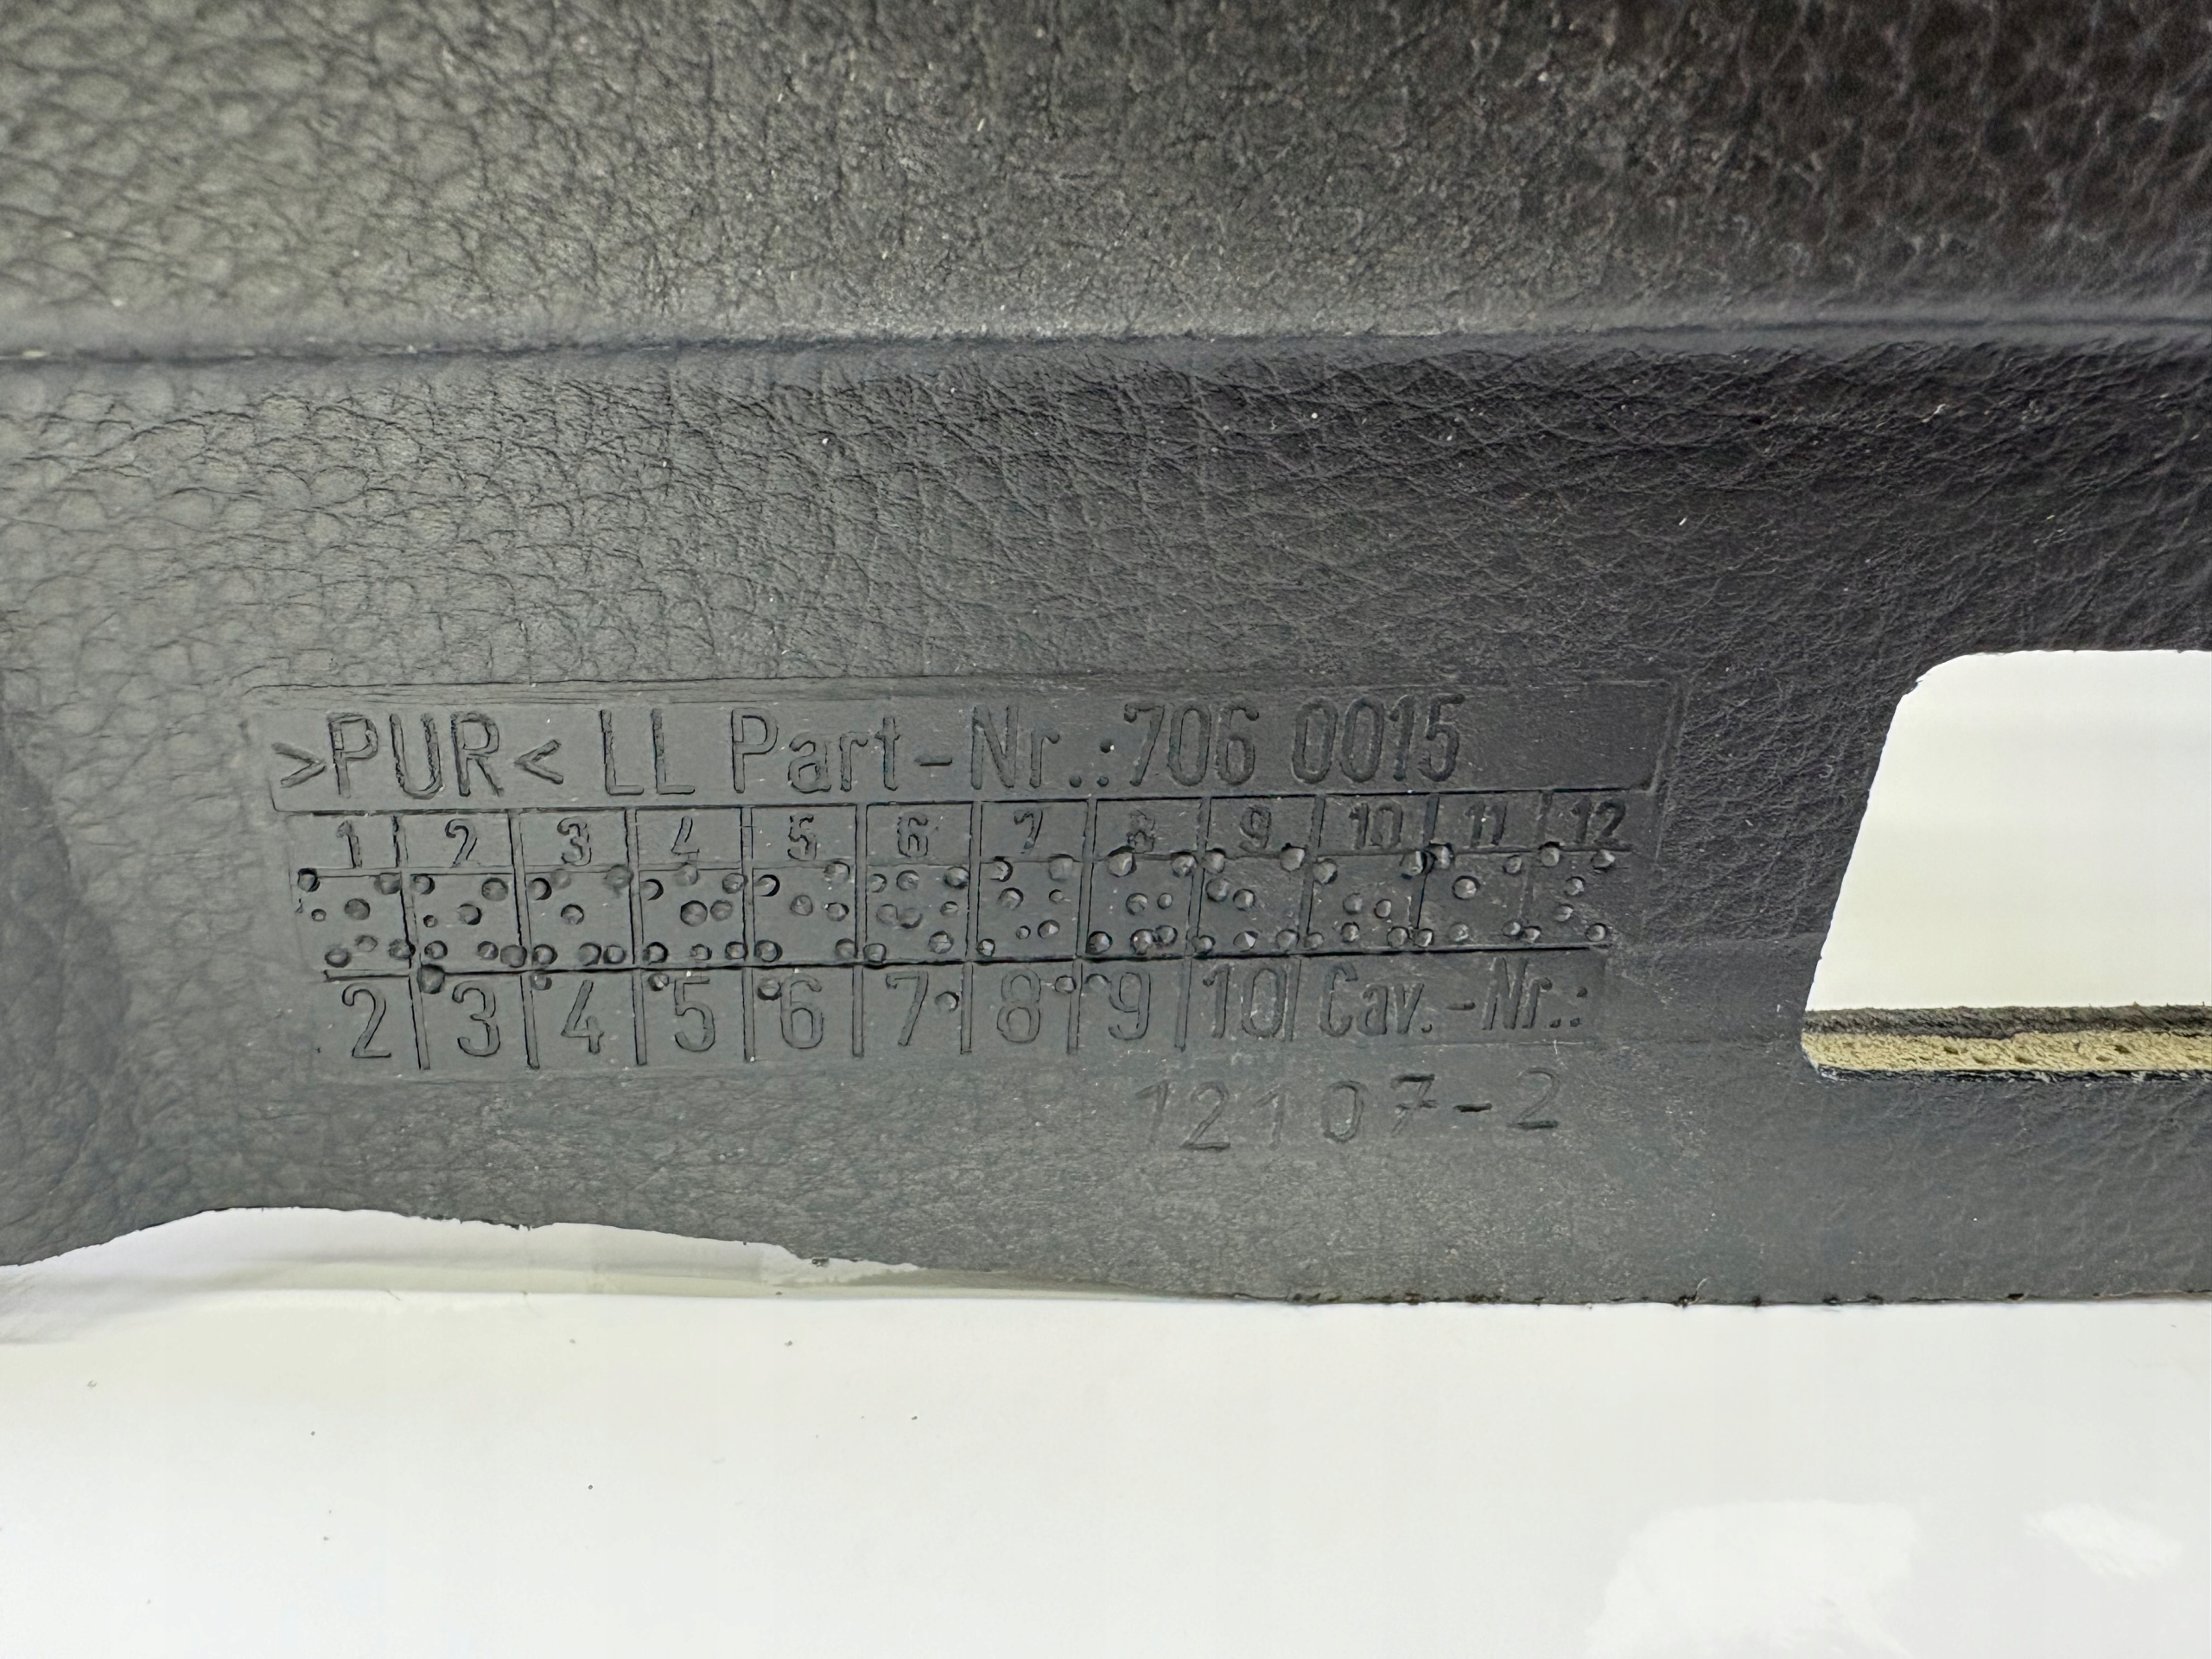 >PUR< LL Part-Nr.:706 0015
1 2 3 4 5 6 7 8 9 10 11 12
2 3 4 5 6 7 8 9 10 Cav.-Nr.:
12107-2